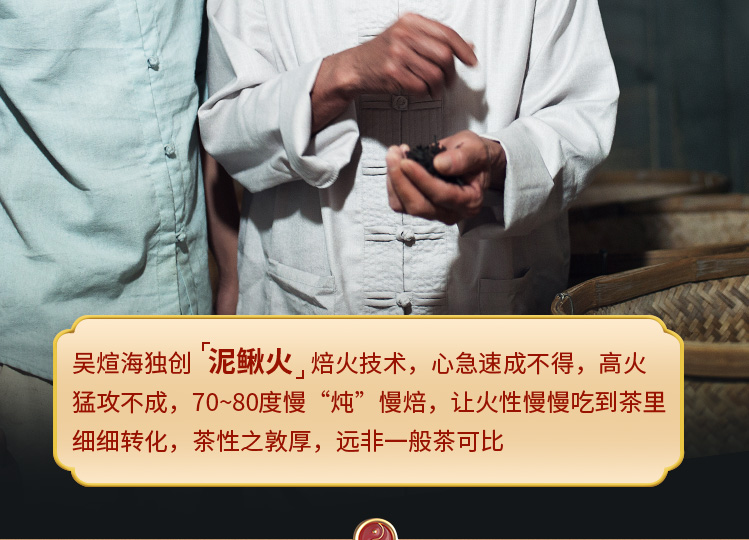 吴煊海独创「泥鳅火」焙火技术，心急速成不得，高火
猛攻不成，70~80度慢“炖”慢焙，让火性慢慢吃到茶里
细细转化，茶性之敦厚，远非一般茶可比